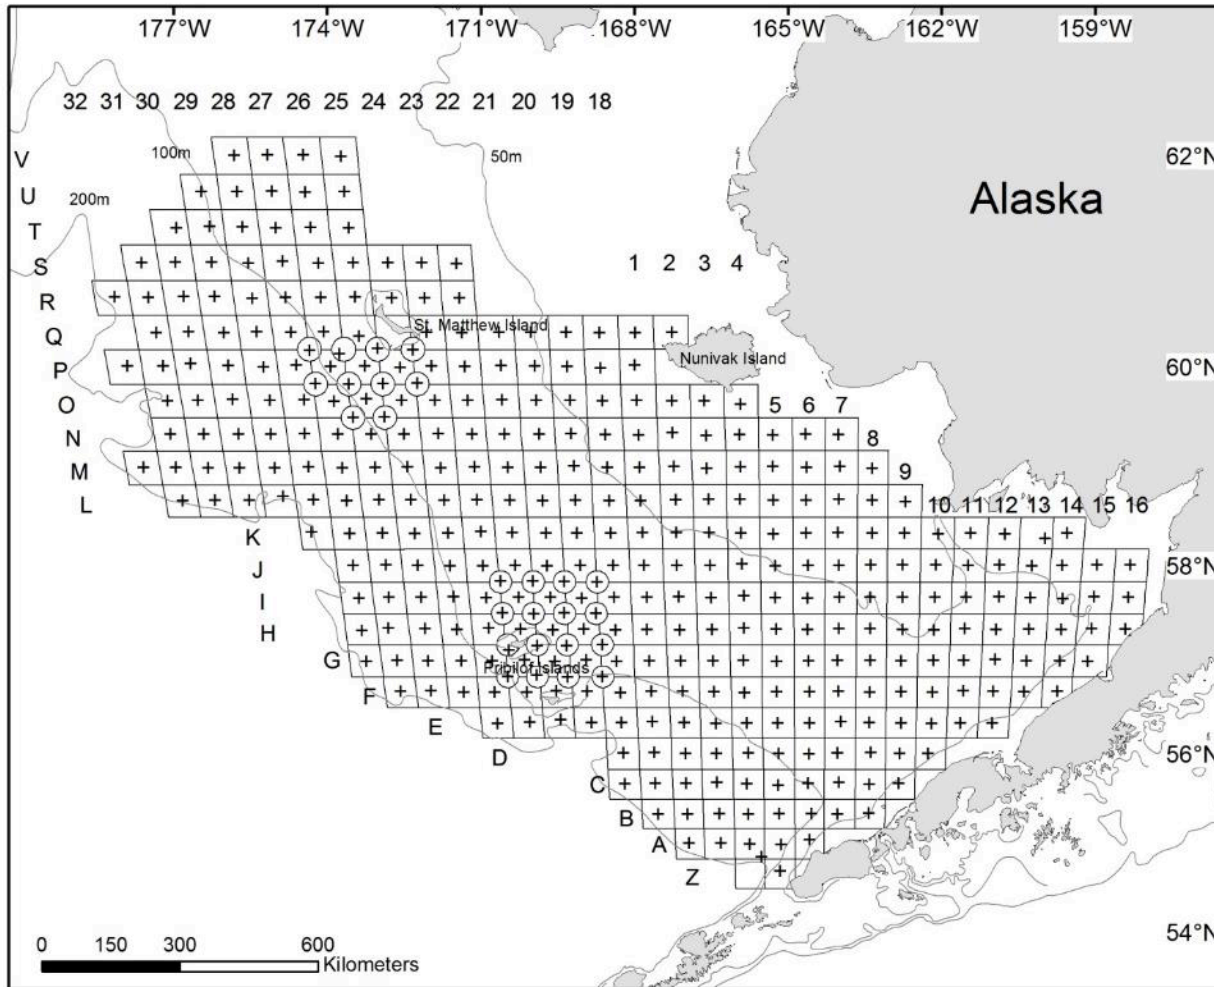 177°W 174°W 171°W 168°W 165°W 162°W 159°W
32 31 30 29 28 27 26 25 24 23 22 21 20 19 18
V
100m
50m
62°N
U
200m
Alaska
T
S
1 2 3 4
R
St. Matthew Island
Q
Nunivak Island
P
60°N
O
5 6 7
N
8
M
9
L
10 11 12 13 14 15 16
K
J
58°N
I
H
G
Pribilof Islands
F
E
D
56°N
C
B
A
Z
54°N
0 150 300 600
Kilometers